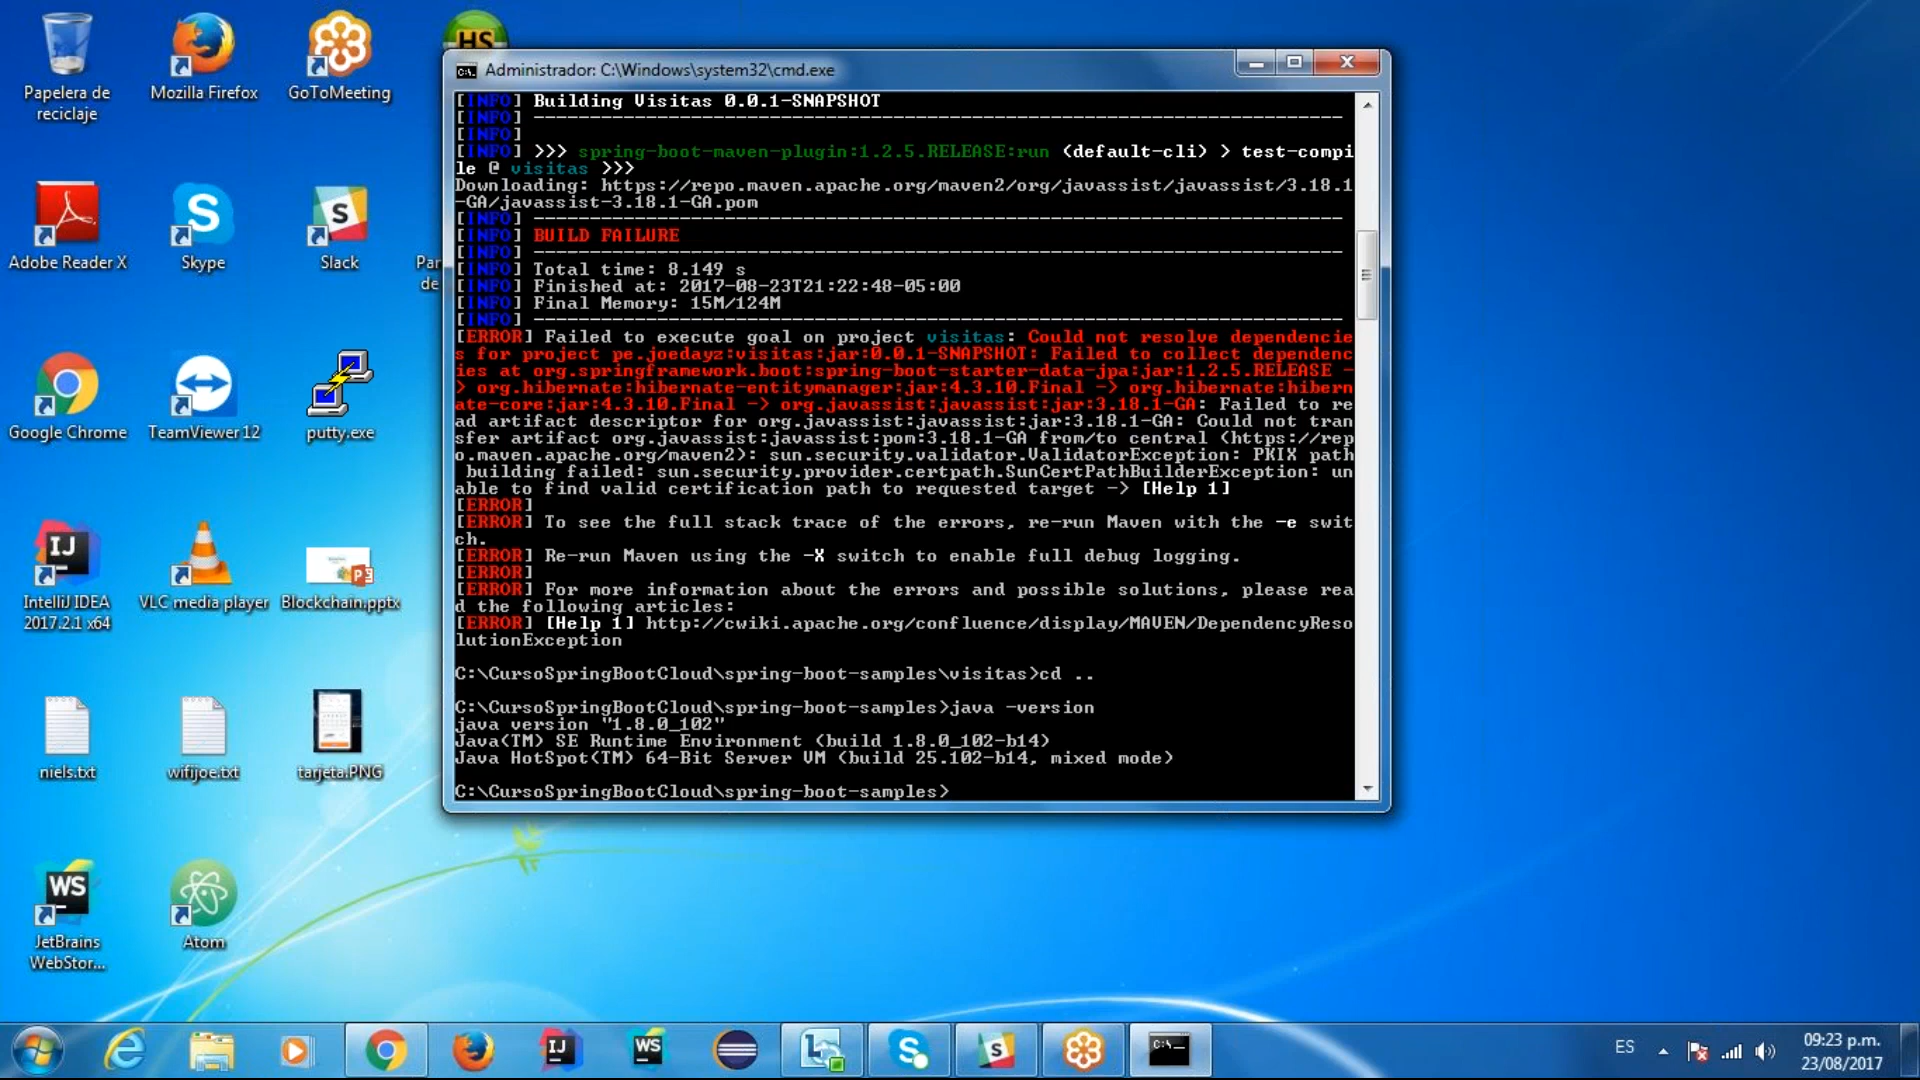 Papelera de
reciclaje
Mozilla Firefox
GoToMeeting
HS
Adobe Reader X
Skype
Slack
Par
de
Google Chrome
TeamViewer 12
putty.exe
IntelliJ IDEA
2017.2.1 x64
VLC media player
Blockchain.pptx
niels.txt
wifijoe.txt
tarjeta.PNG
JetBrains
WebStor...
Atom
Administrador: C:\Windows\system32\cmd.exe
[INFO] Building Visitas 0.0.1-SNAPSHOT
[INFO] ------------------------------------------------------------------------
[INFO]
[INFO] >>> spring-boot-maven-plugin:1.2.5.RELEASE:run (default-cli) > test-compi
le @ visitas >>>
Downloading: https://repo.maven.apache.org/maven2/org/javassist/javassist/3.18.1
-GA/javassist-3.18.1-GA.pom
[INFO] ------------------------------------------------------------------------
[INFO] BUILD FAILURE
[INFO] ------------------------------------------------------------------------
[INFO] Total time: 8.149 s
[INFO] Finished at: 2017-08-23T21:22:48-05:00
[INFO] Final Memory: 15M/124M
[INFO] ------------------------------------------------------------------------
[ERROR] Failed to execute goal on project visitas: Could not resolve dependencie
s for project pe.joedayz:visitas:jar:0.0.1-SNAPSHOT: Failed to collect dependenc
ies at org.springframework.boot:spring-boot-starter-data-jpa:jar:1.2.5.RELEASE -
> org.hibernate:hibernate-entitymanager:jar:4.3.10.Final -> org.hibernate:hibern
ate-core:jar:4.3.10.Final -> org.javassist:javassist:jar:3.18.1-GA: Failed to re
ad artifact descriptor for org.javassist:javassist:jar:3.18.1-GA: Could not tran
sfer artifact org.javassist:javassist:pom:3.18.1-GA from/to central (https://rep
o.maven.apache.org/maven2): sun.security.validator.ValidatorException: PKIX path
 building failed: sun.security.provider.certpath.SunCertPathBuilderException: un
able to find valid certification path to requested target -> [Help 1]
[ERROR]
[ERROR] To see the full stack trace of the errors, re-run Maven with the -e swit
ch.
[ERROR] Re-run Maven using the -X switch to enable full debug logging.
[ERROR]
[ERROR] For more information about the errors and possible solutions, please rea
d the following articles:
[ERROR] [Help 1] http://cwiki.apache.org/confluence/display/MAVEN/DependencyReso
lutionException
C:\CursoSpringBootCloud\spring-boot-samples\visitas>cd ..
C:\CursoSpringBootCloud\spring-boot-samples>java -version
java version "1.8.0_102"
Java(TM) SE Runtime Environment (build 1.8.0_102-b14)
Java HotSpot(TM) 64-Bit Server VM (build 25.102-b14, mixed mode)
C:\CursoSpringBootCloud\spring-boot-samples>
ES
09:23 p.m.
23/08/2017